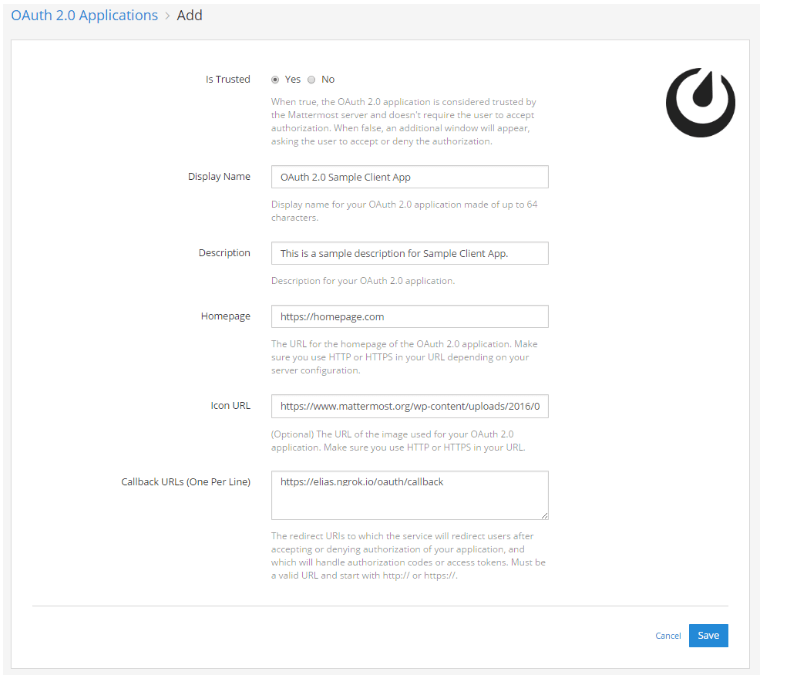 OAuth 2.0 Applications > Add
Is Trusted
Yes No
When true, the OAuth 2.0 application is considered trusted by
the Mattermost server and doesn't require the user to accept
authorization. When false, an additional window will appear,
asking the user to accept or deny the authorization.
Display Name
OAuth 2.0 Sample Client App
Display name for your OAuth 2.0 application made of up to 64
characters.
Description
This is a sample description for Sample Client App.
Description for your OAuth 2.0 application.
Homepage
https://homepage.com
The URL for the homepage of the OAuth 2.0 application. Make
sure you use HTTP or HTTPS in your URL depending on your
server configuration.
Icon URL
https://www.mattermost.org/wp-content/uploads/2016/0
(Optional) The URL of the image used for your OAuth 2.0
application. Make sure you use HTTP or HTTPS in your URL.
Callback URLs (One Per Line)
https://elias.ngrok.io/oauth/callback
The redirect URIs to which the service will redirect users after
accepting or denying authorization of your application, and
which will handle authorization codes or access tokens. Must be
a valid URL and start with http:// or https://.
Cancel Save